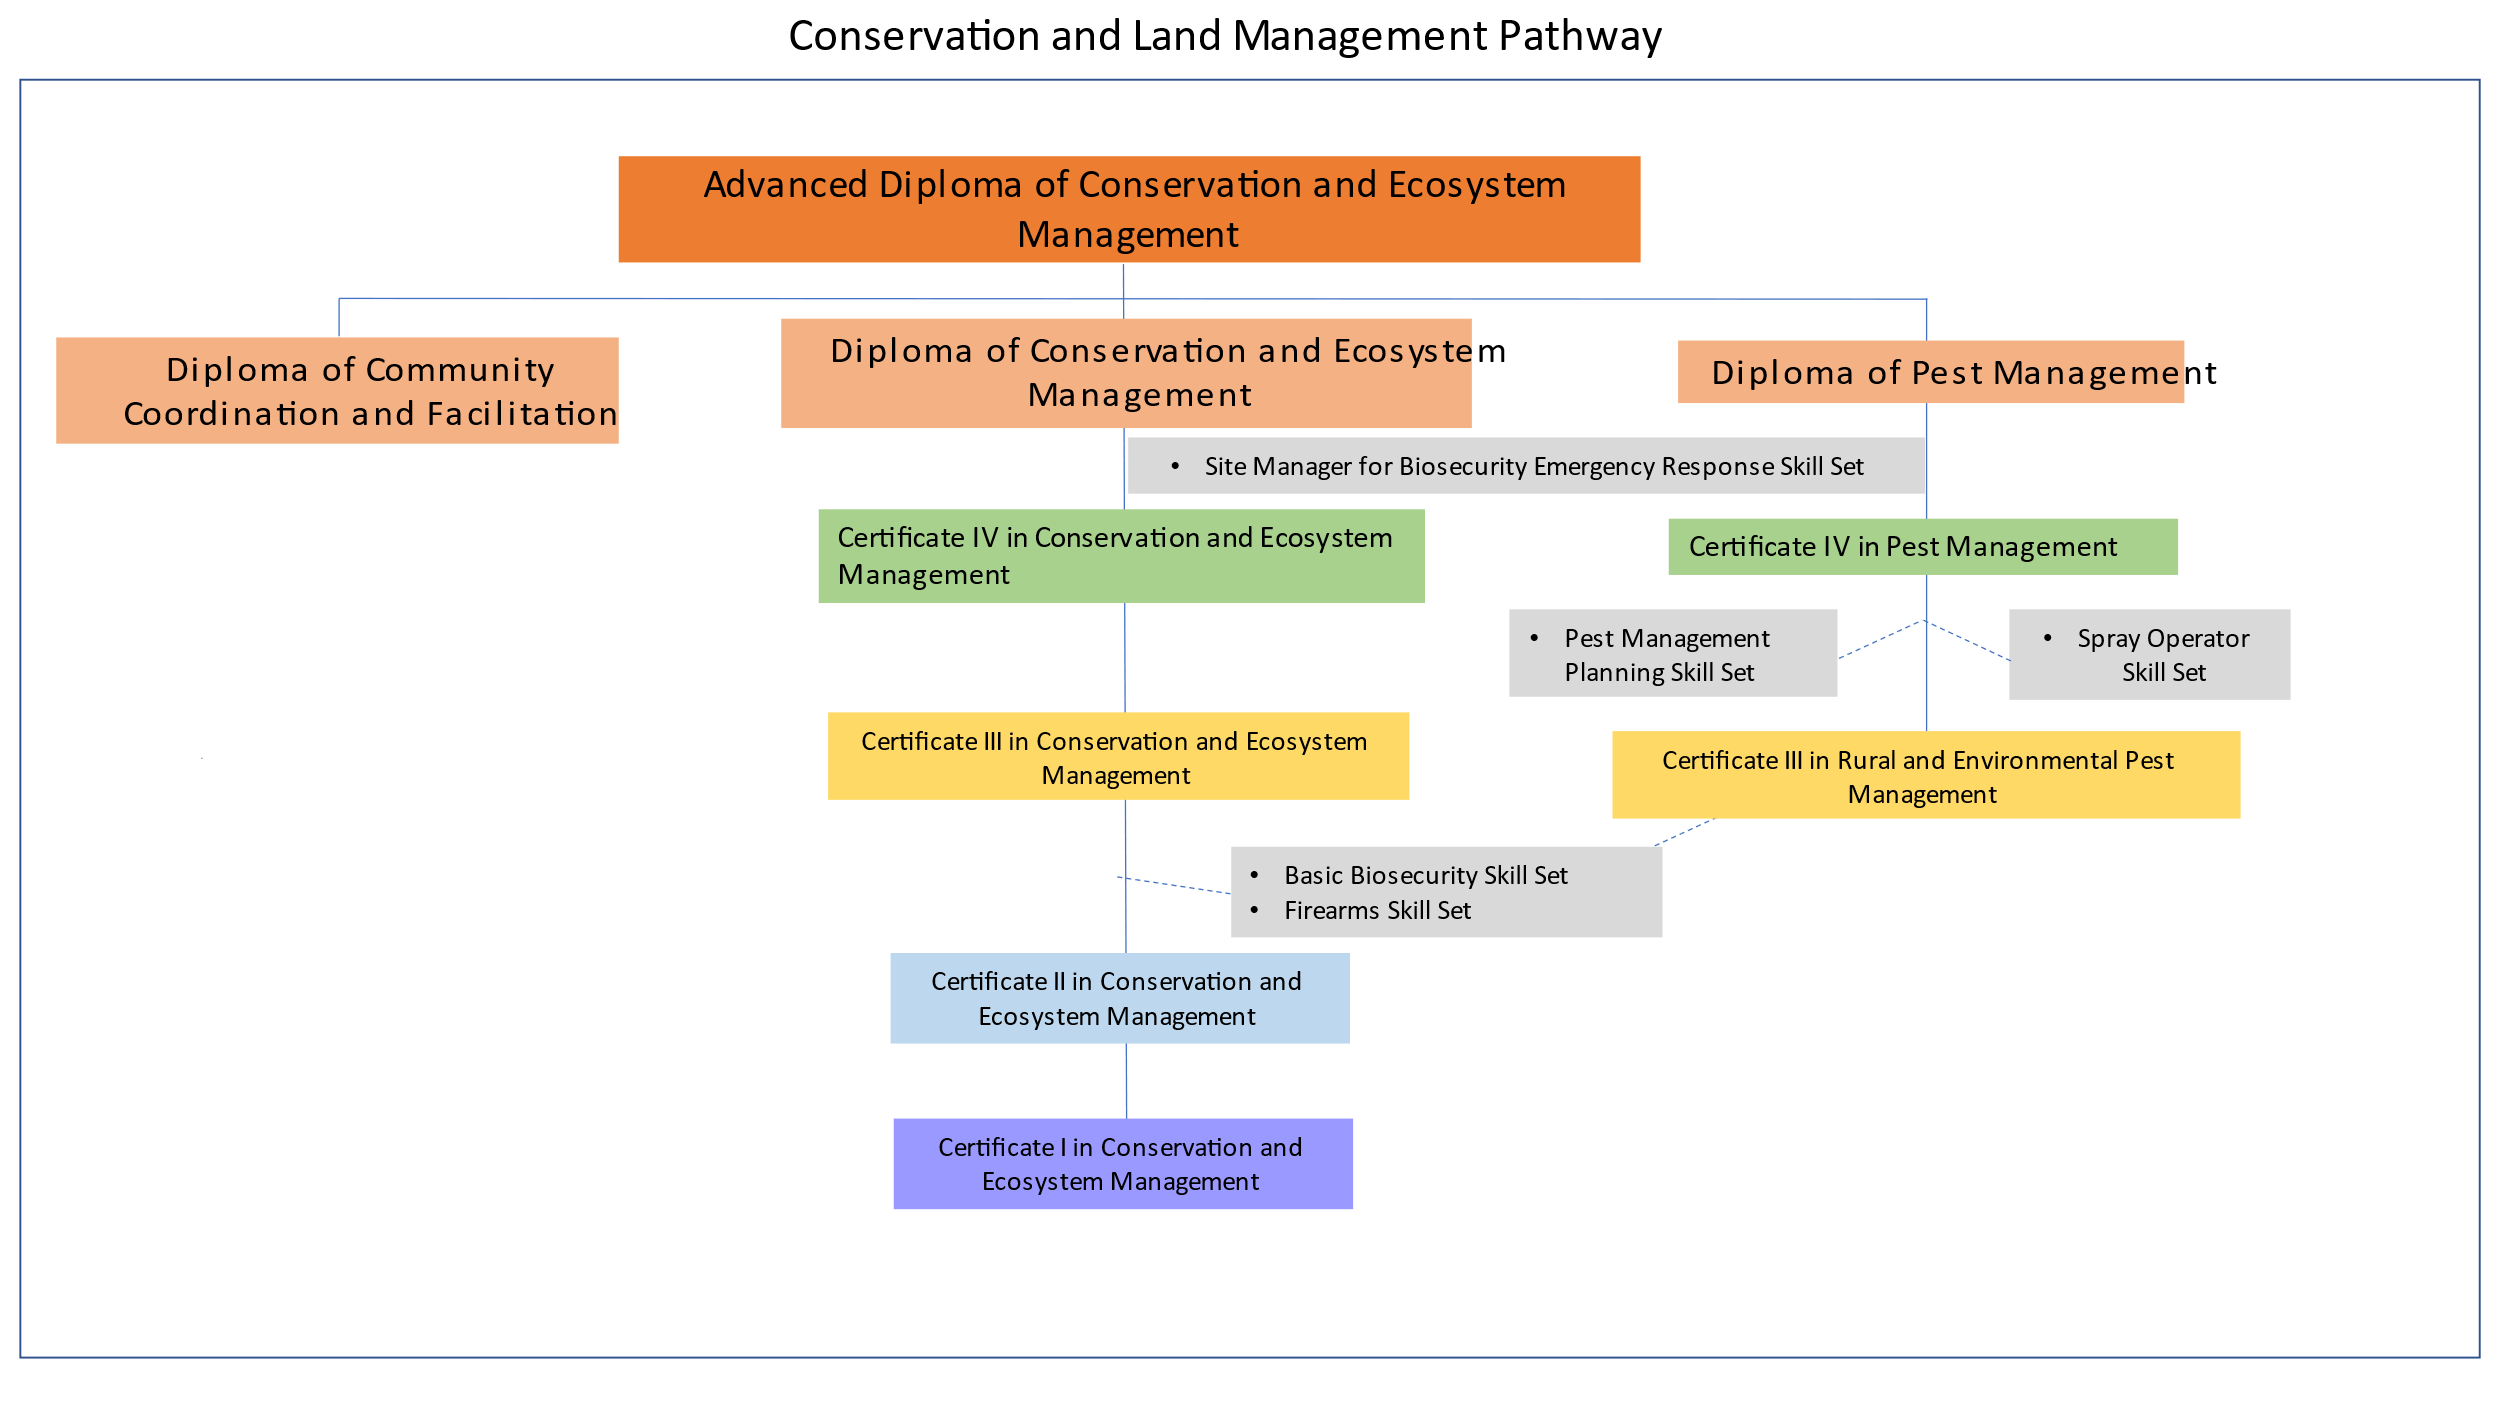 Conservation and Land Management Pathway
Advanced Diploma of Conservation and Ecosystem
Management
Diploma of Community
Coordination and Facilitation
Diploma of Conservation and Ecosystem
Management
Diploma of Pest Management
• Site Manager for Biosecurity Emergency Response Skill Set
Certificate IV in Conservation and Ecosystem
Management
Certificate IV in Pest Management
• Pest Management
Planning Skill Set
• Spray Operator
Skill Set
Certificate III in Conservation and Ecosystem
Management
Certificate III in Rural and Environmental Pest
Management
• Basic Biosecurity Skill Set
• Firearms Skill Set
Certificate II in Conservation and
Ecosystem Management
Certificate I in Conservation and
Ecosystem Management